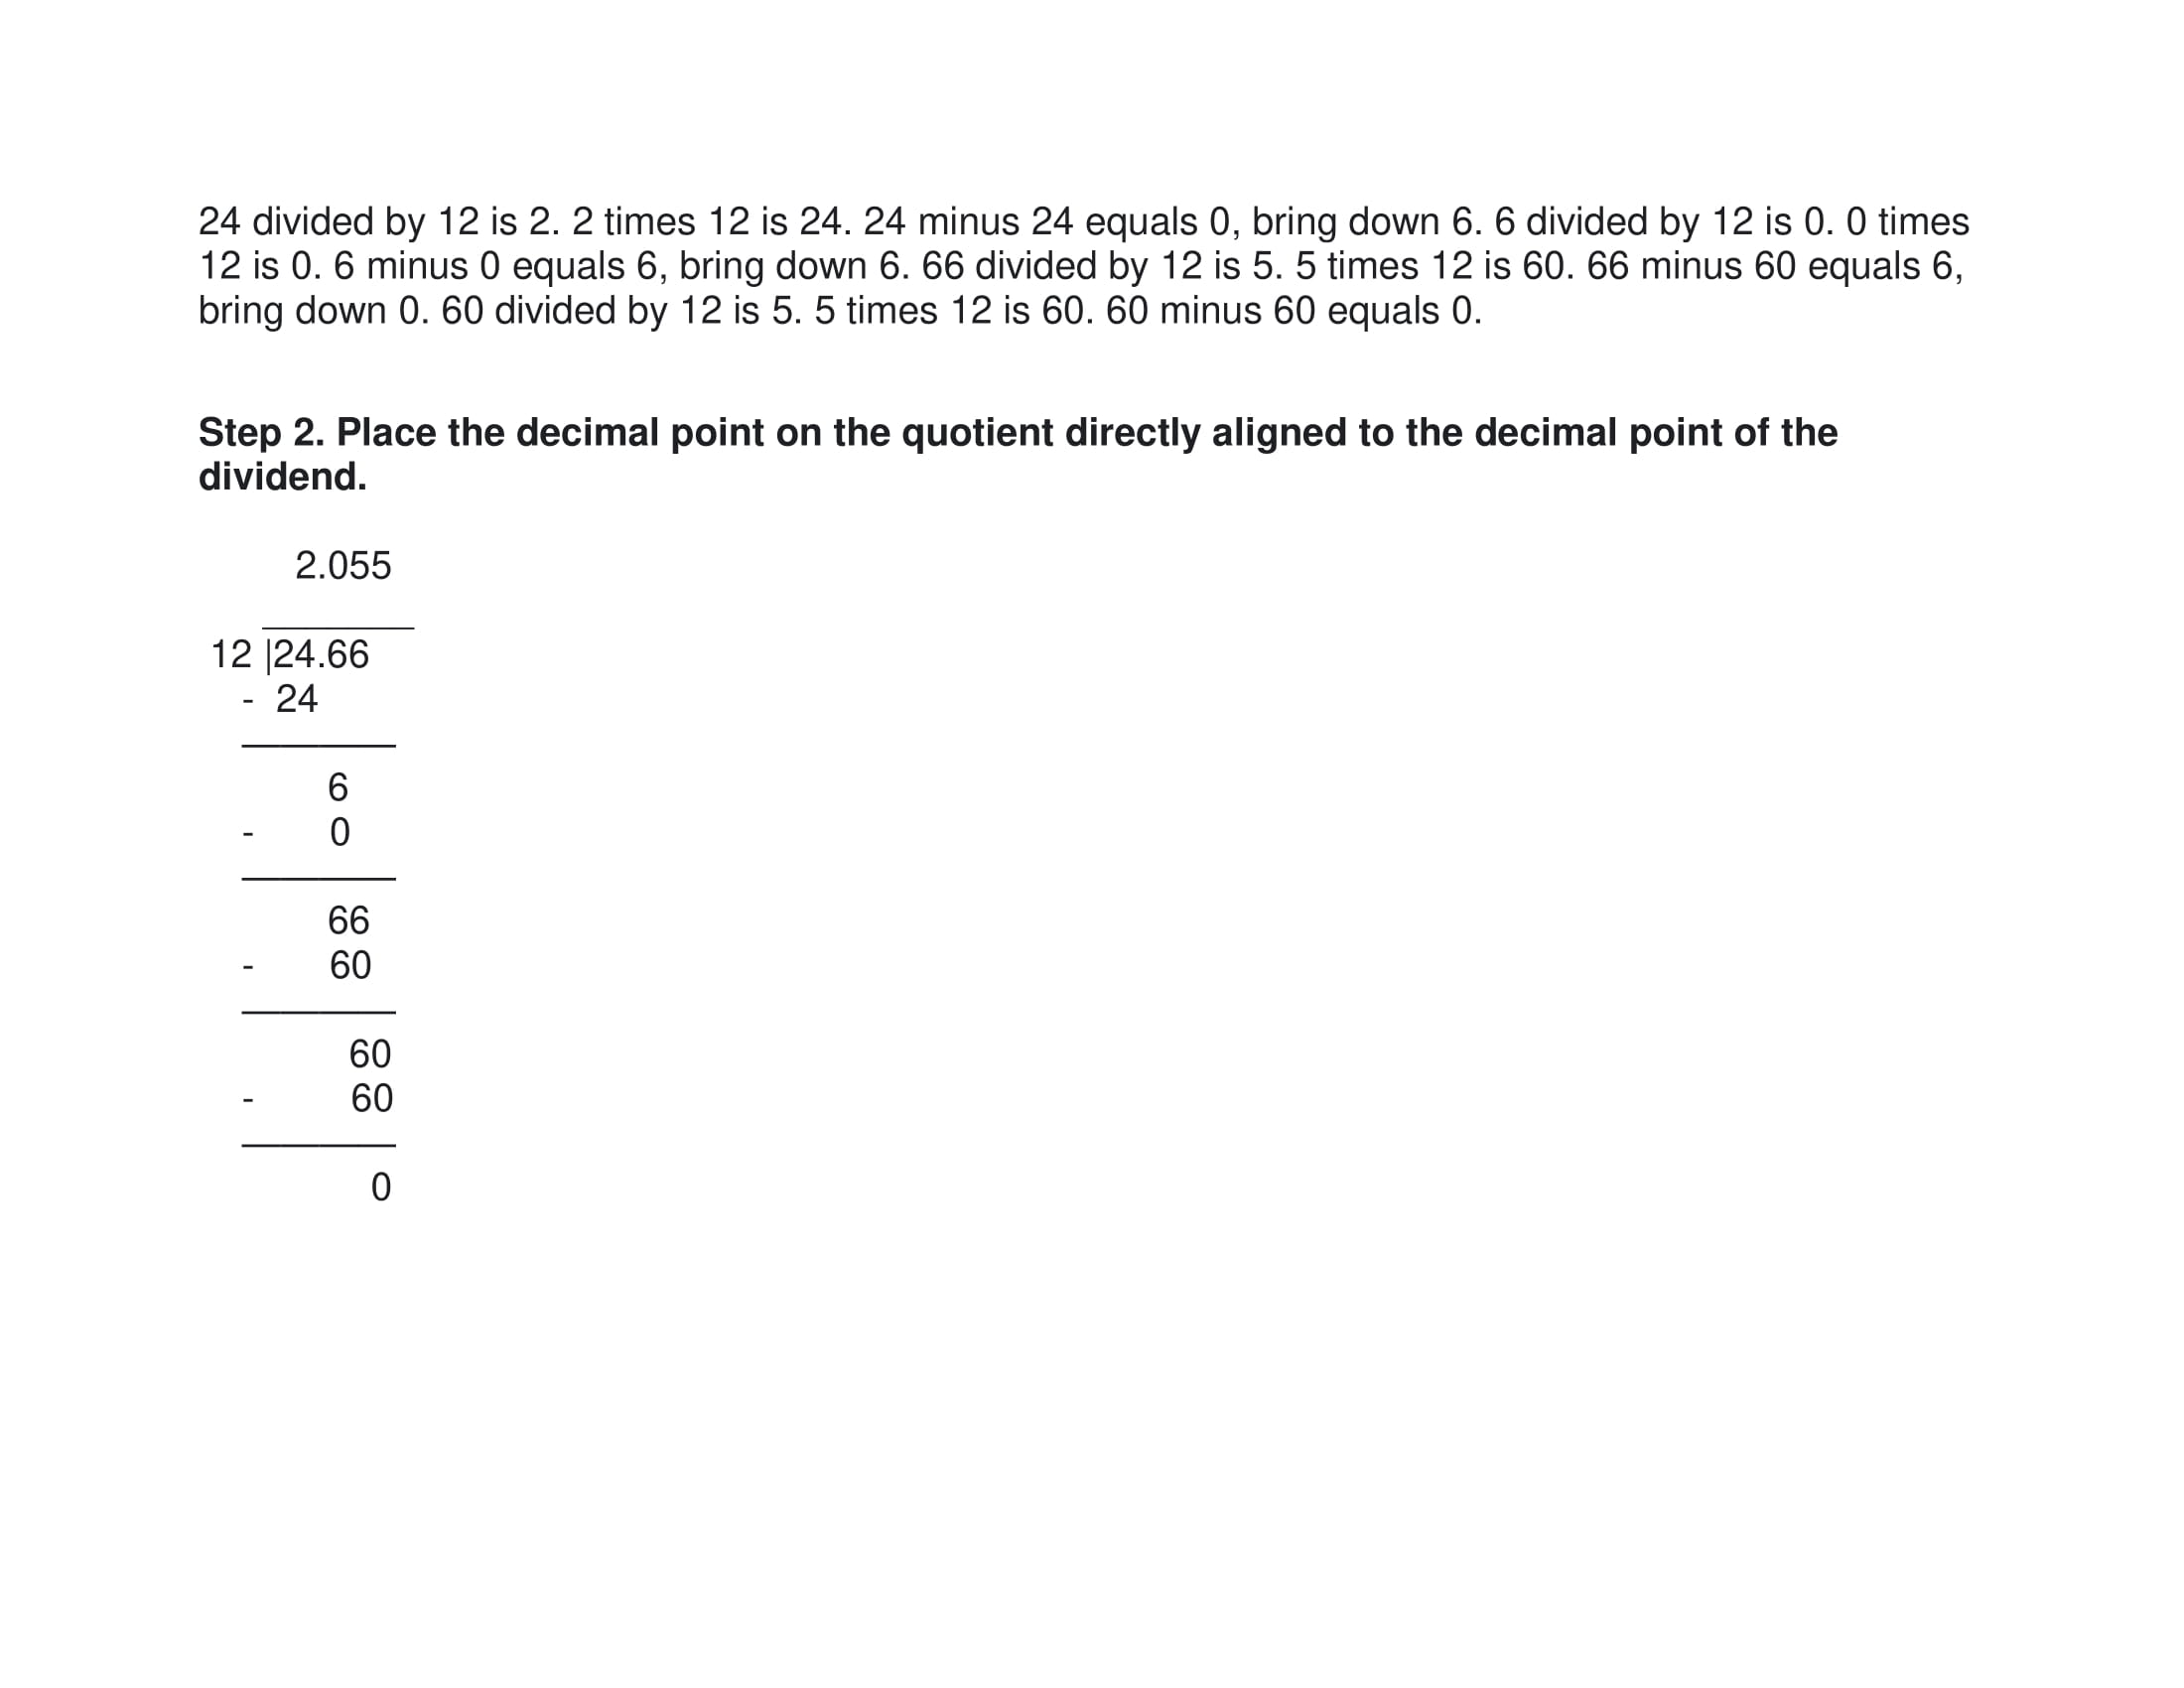 24 divided by 12 is 2. 2 times 12 is 24. 24 minus 24 equals 0, bring down 6. 6 divided by 12 is 0. 0 times
12 is 0. 6 minus 0 equals 6, bring down 6. 66 divided by 12 is 5. 5 times 12 is 60. 66 minus 60 equals 6,
bring down 0. 60 divided by 12 is 5. 5 times 12 is 60. 60 minus 60 equals 0.
Step 2. Place the decimal point on the quotient directly aligned to the decimal point of the
dividend.
2.055
12 |24.66
- 24
6
- 0
66
- 60
60
- 60
0